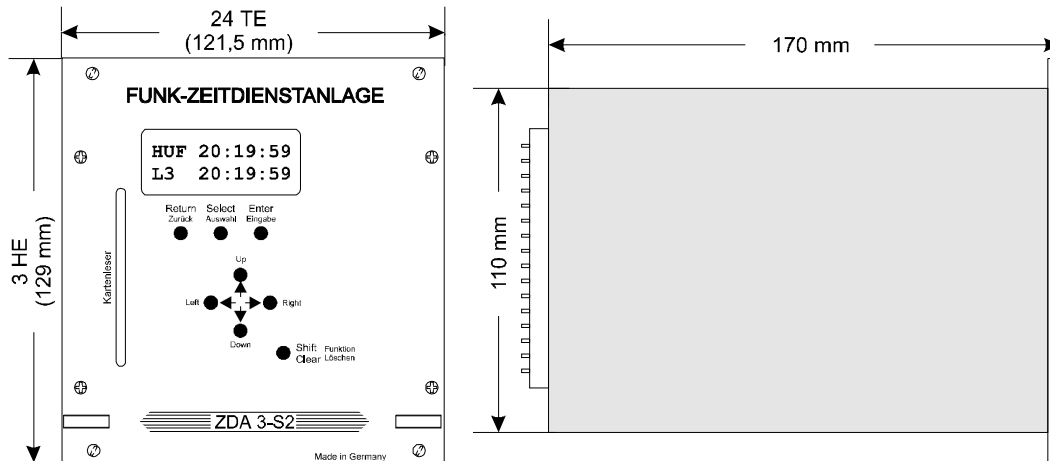 24 TE
(121,5 mm)
170 mm
3 HE
(129 mm)
110 mm
FUNK-ZEITDIENSTANLAGE
HUF 20:19:59
L3 20:19:59
Return Select Enter
Zurück Auswahl Eingabe
Kartenleser
Up
Left Right
Down
Shift Funktion
Clear Löschen
ZDA 3-S2
Made in Germany